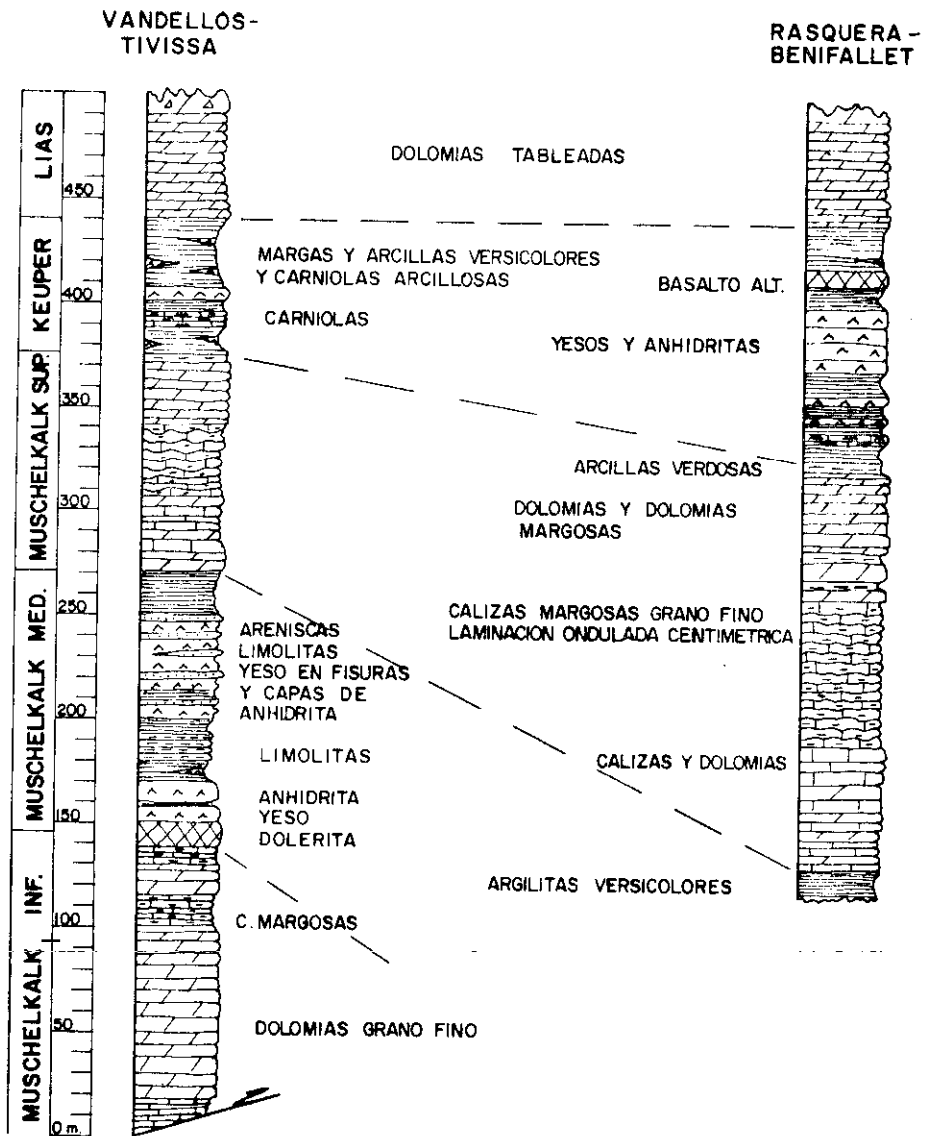 VANDELLOS-
TIVISSA
RASQUERA-
BENIFALLET
LIAS
KEUPER
MUSCHELKALK SUP.
MUSCHELKALK MED.
MUSCHELKALK INF.
450
400
350
300
250
200
150
100
50
0 m.
DOLOMIAS TABLEADAS
MARGAS Y ARCILLAS VERSICOLORES
Y CARNIOLAS ARCILLOSAS
BASALTO ALT.
CARNIOLAS
YESOS Y ANHIDRITAS
ARCILLAS VERDOSAS
DOLOMIAS Y DOLOMIAS
MARGOSAS
CALIZAS MARGOSAS GRANO FINO
LAMINACION ONDULADA CENTIMETRICA
ARENISCAS
LIMOLITAS
YESO EN FISURAS
Y CAPAS DE
ANHIDRITA
LIMOLITAS
CALIZAS Y DOLOMIAS
ANHIDRITA
YESO
DOLERITA
ARGILITAS VERSICOLORES
C. MARGOSAS
DOLOMIAS GRANO FINO